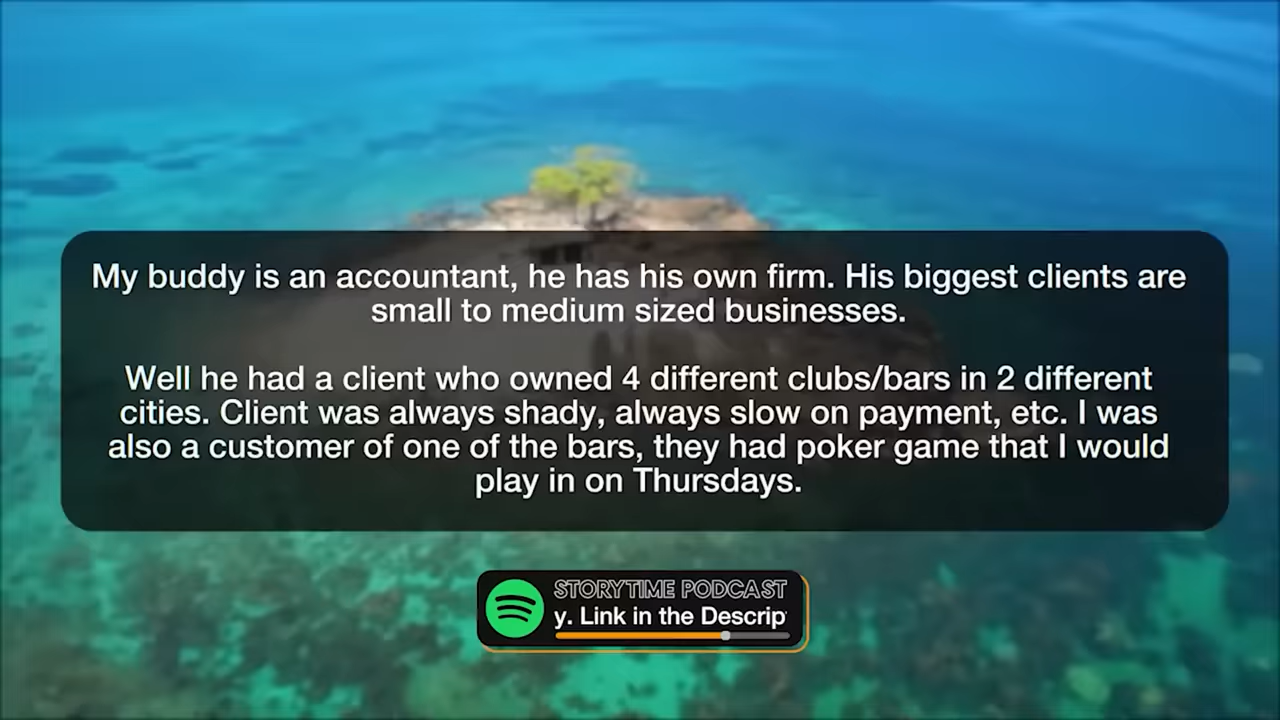 My buddy is an accountant, he has his own firm. His biggest clients are
small to medium sized businesses.
Well he had a client who owned 4 different clubs/bars in 2 different
cities. Client was always shady, always slow on payment, etc. I was
also a customer of one of the bars, they had poker game that I would
play in on Thursdays.
STORYTIME PODCAST
y. Link in the Descrip